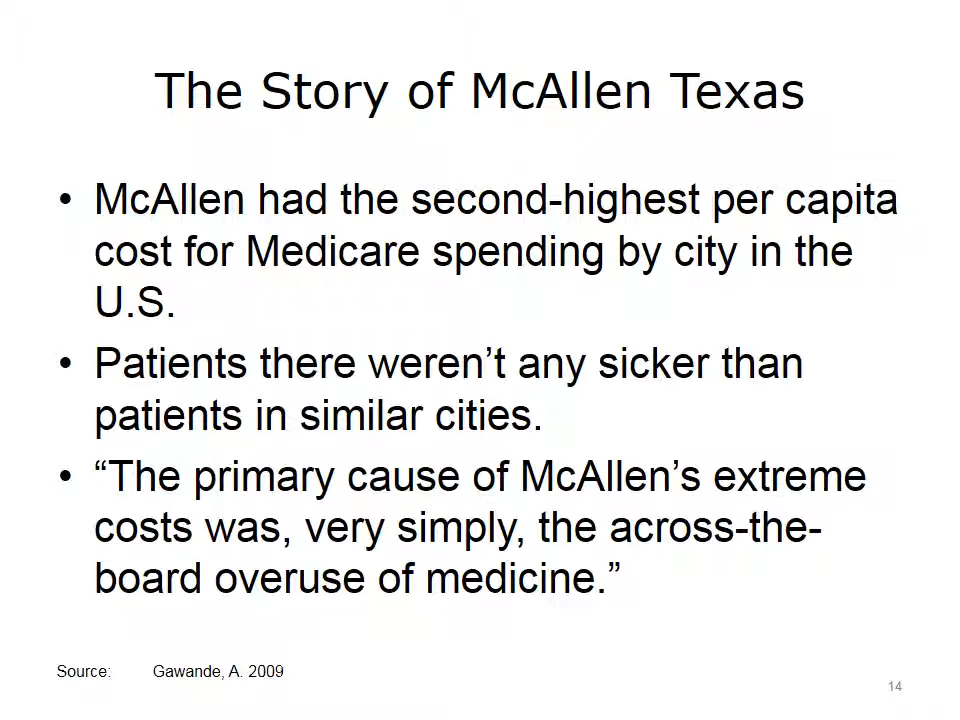 The Story of McAllen Texas
• McAllen had the second-highest per capita
cost for Medicare spending by city in the
U.S.
• Patients there weren’t any sicker than
patients in similar cities.
• “The primary cause of McAllen’s extreme
costs was, very simply, the across-the-
board overuse of medicine.”
Source: Gawande, A. 2009
14